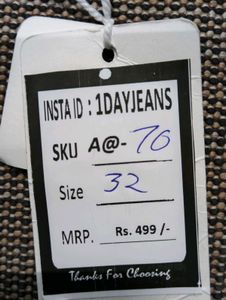 INSTA ID : 1DAYJEANS
SKU A@- 70
Size 32
MRP. Rs. 499 /-
Thanks For Choosing